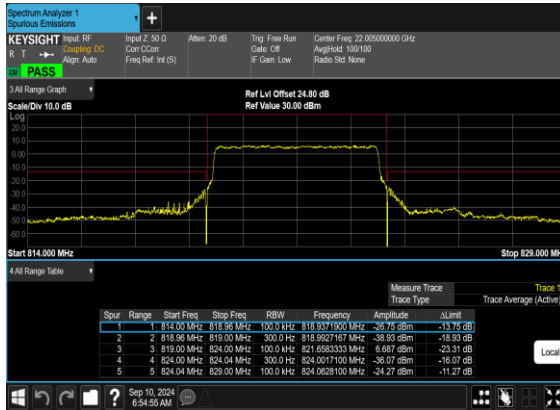 Spectrum Analyzer 1
Spurious Emissions
+
KEYSIGHT Input: RF Input Z: 50 Ω Atten: 20 dB Trig: Free Run Center Freq: 22.005000000 GHz
R T Coupling: DC Corr CCorr Gate: Off Avg|Hold: 100/100
Align: Auto Freq Ref: Int (S) IF Gain: Low Radio Std: None
PASS
3 All Range Graph
Ref Lvl Offset 24.80 dB
Scale/Div 10.0 dB Ref Value 30.00 dBm
Log
20.0
10.0
0.00
-10.0
-20.0
-30.0
-40.0
-50.0
-60.0
Start 814.000 MHz Stop 829.000 MH
4 All Range Table
Measure Trace Trace 1
Trace Type Trace Average (Active)
Spur Range Start Freq Stop Freq RBW Frequency Amplitude ΔLimit
1 1 814.00 MHz 818.96 MHz 100.0 kHz 818.9371900 MHz -26.75 dBm -13.75 dB
2 2 818.96 MHz 819.00 MHz 300.0 Hz 818.9927167 MHz -38.93 dBm -18.93 dB
3 3 819.00 MHz 824.00 MHz 100.0 kHz 821.6583333 MHz 6.687 dBm -23.31 dB
4 4 824.00 MHz 824.04 MHz 300.0 Hz 824.0017100 MHz -36.07 dBm -16.07 dB
5 5 824.04 MHz 829.00 MHz 100.0 kHz 824.0628100 MHz -24.27 dBm -11.27 dB
Local
?
Sep 10, 2024
6:54:55 AM